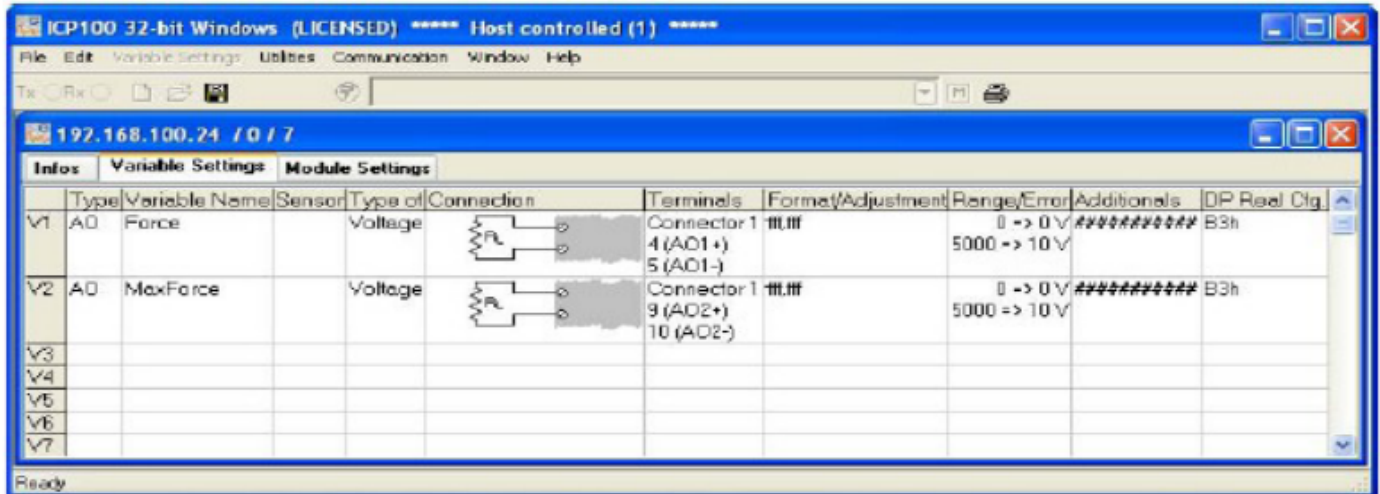 ICP100 32-bit Windows (LICENSED) ***** Host controlled (1) *****
File Edit Variable Settings Utilities Communication Window Help
Tx Rx M
192.168.100.24 / 0 / 7
Infos Variable Settings Module Settings
Type Variable Name Sensor Type of Connection Terminals Format/Adjustment Range/Error Additionals DP Real Cfg.
V1 AO Force Voltage RL Connector 1 fff,fff 0 -> 0 V ########### B3h
4 (AO1+) 5000 => 10 V
5 (AO1-)
V2 AO MaxForce Voltage RL Connector 1 fff,fff 0 -> 0 V ########### B3h
9 (AO2+) 5000 => 10 V
10 (AO2-)
V3
V4
V5
V6
V7
Ready